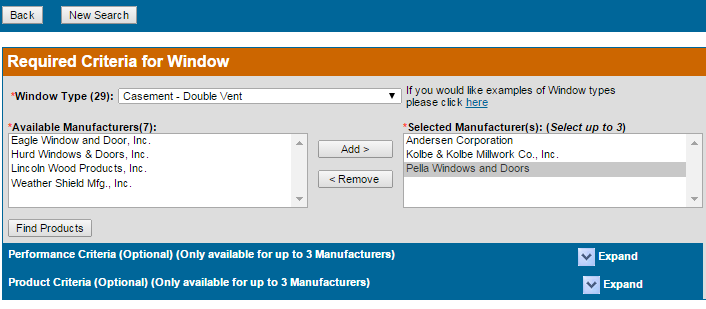 Back New Search
Required Criteria for Window
*Window Type (29): Casement - Double Vent
If you would like examples of Window types
please click here
*Available Manufacturers(7):
Eagle Window and Door, Inc.
Hurd Windows & Doors, Inc.
Lincoln Wood Products, Inc.
Weather Shield Mfg., Inc.
Add >
< Remove
*Selected Manufacturer(s): (Select up to 3)
Andersen Corporation
Kolbe & Kolbe Millwork Co., Inc.
Pella Windows and Doors
Find Products
Performance Criteria (Optional) (Only available for up to 3 Manufacturers) Expand
Product Criteria (Optional) (Only available for up to 3 Manufacturers) Expand